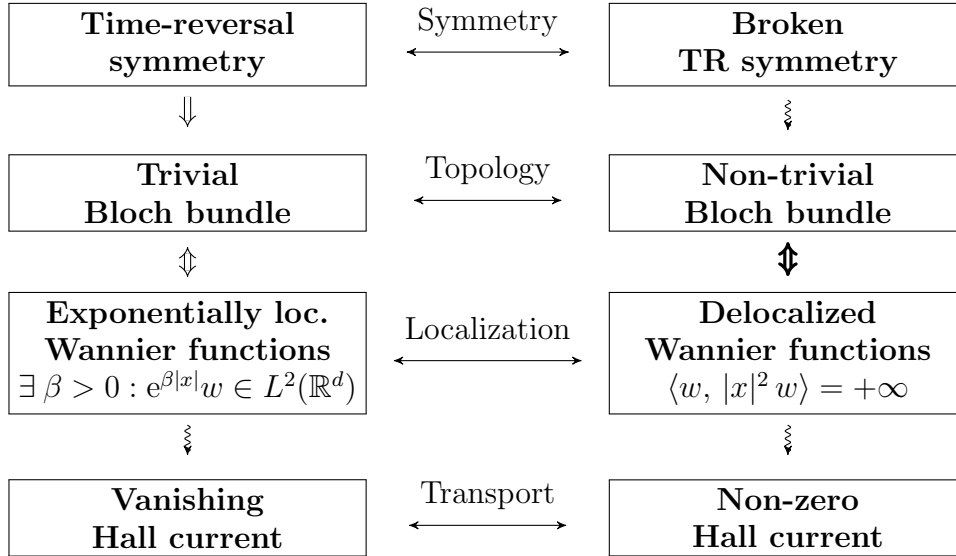 Time-reversal
symmetry
Symmetry
Broken
TR symmetry
Trivial
Bloch bundle
Topology
Non-trivial
Bloch bundle
Exponentially loc.
Wannier functions
∃ β > 0 : e^{β|x|}w ∈ L²(ℝ^d)
Localization
Delocalized
Wannier functions
⟨w, |x|² w⟩ = +∞
Vanishing
Hall current
Transport
Non-zero
Hall current